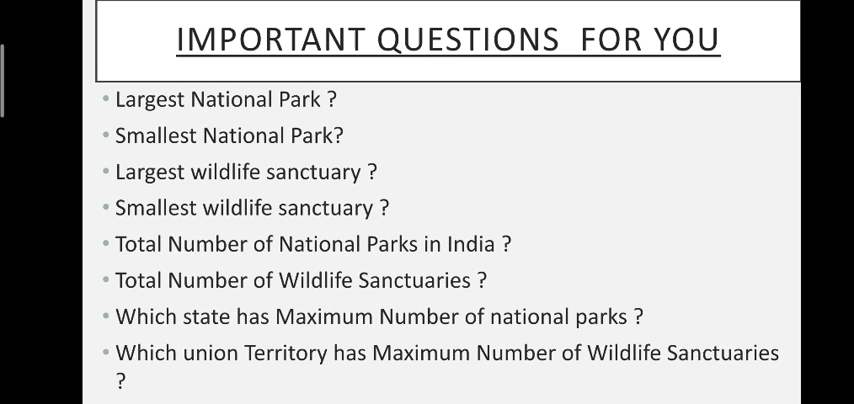 IMPORTANT QUESTIONS FOR YOU
• Largest National Park ?
• Smallest National Park?
• Largest wildlife sanctuary ?
• Smallest wildlife sanctuary ?
• Total Number of National Parks in India ?
• Total Number of Wildlife Sanctuaries ?
• Which state has Maximum Number of national parks ?
• Which union Territory has Maximum Number of Wildlife Sanctuaries
?